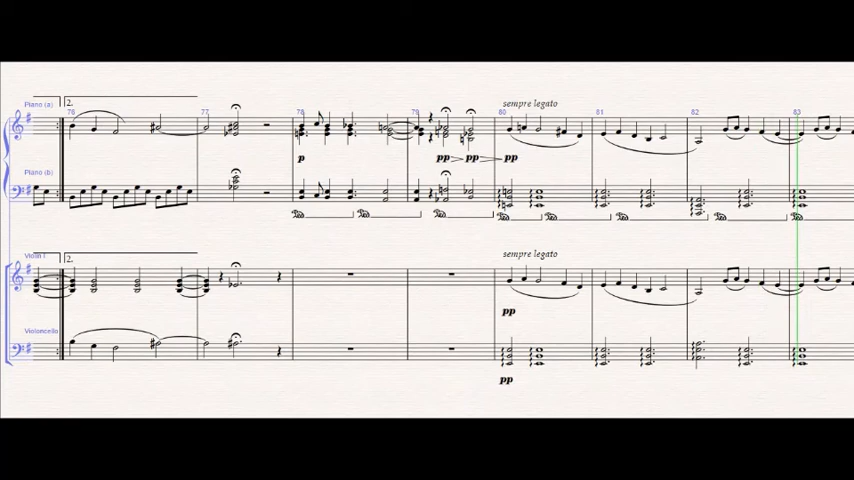 sempre legato
2.
Piano (a)
76
77
78
79
80
81
82
83
p
pp
pp
pp
Piano (b)
sempre legato
2.
Violin I
pp
Violoncello
pp